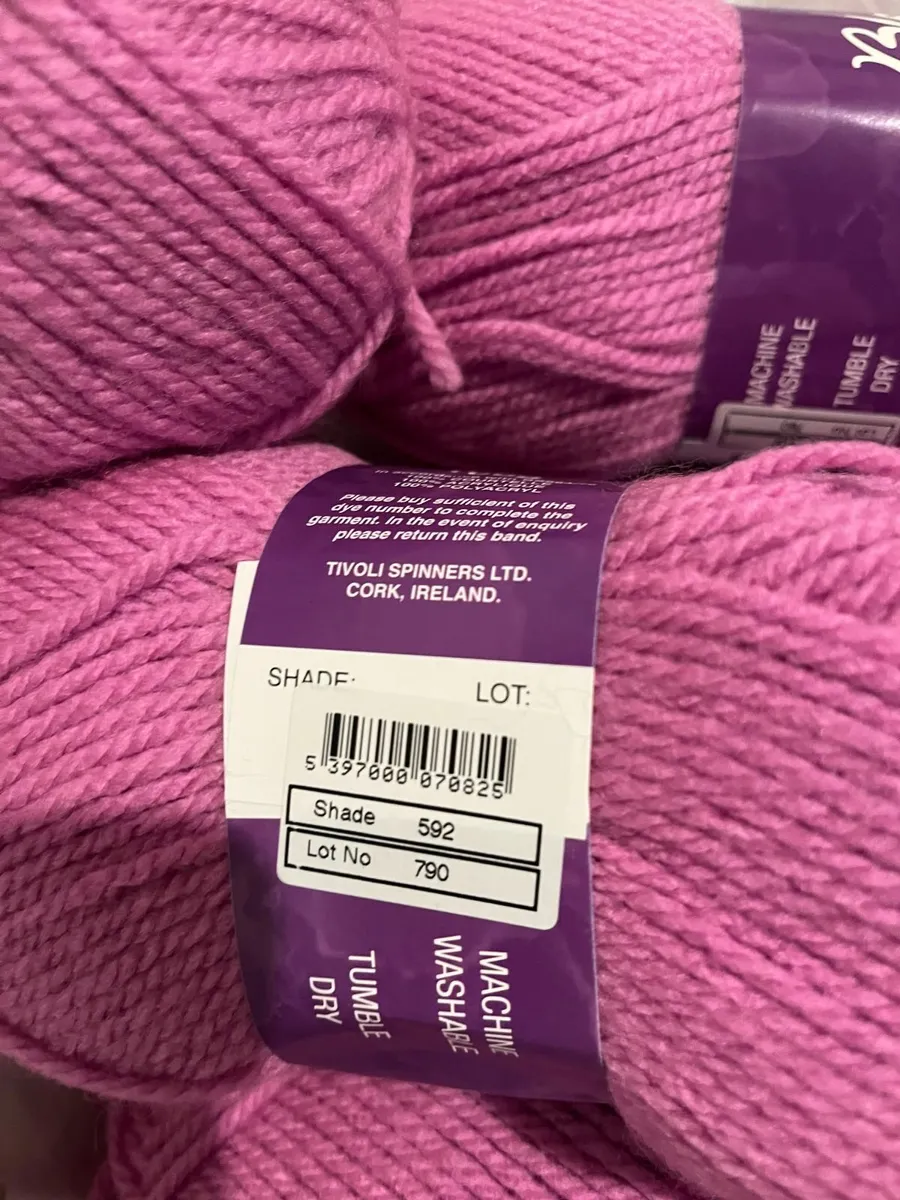 MACHINE
WASHABLE
TUMBLE
DRY
100% POLYACRYL
Please buy sufficient of this
dye number to complete the
garment. In the event of enquiry
please return this band.
TIVOLI SPINNERS LTD.
CORK, IRELAND.
SHADE: LOT:
5 397000 070825
Shade 592
Lot No 790
MACHINE
WASHABLE
TUMBLE
DRY